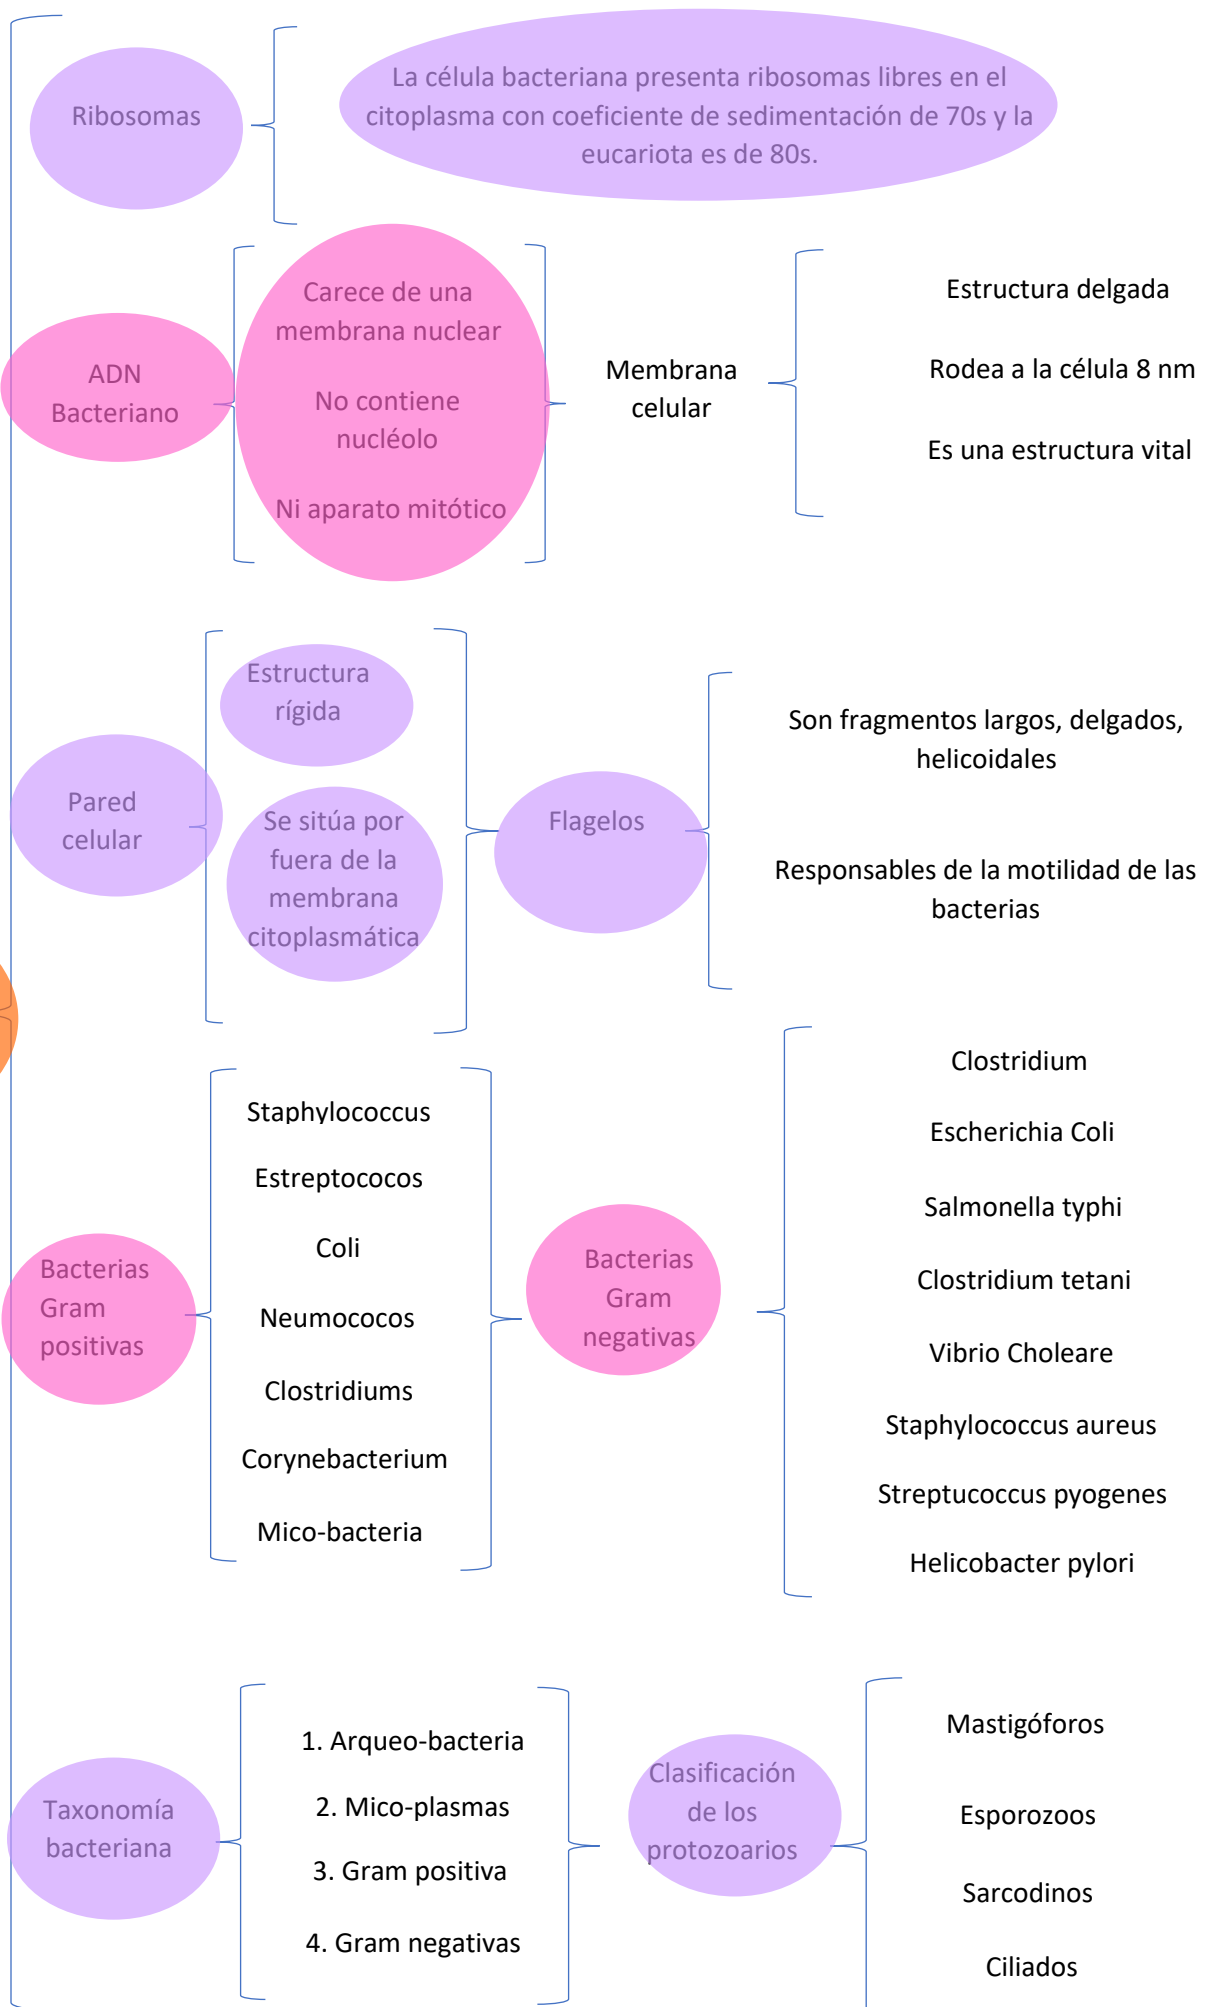 Ribosomas
La célula bacteriana presenta ribosomas libres en el
citoplasma con coeficiente de sedimentación de 70s y la
eucariota es de 80s.
ADN
Bacteriano
Carece de una
membrana nuclear
No contiene
nucléolo
Ni aparato mitótico
Membrana
celular
Estructura delgada
Rodea a la célula 8 nm
Es una estructura vital
Pared
celular
Estructura
rígida
Se sitúa por
fuera de la
membrana
citoplasmática
Flagelos
Son fragmentos largos, delgados,
helicoidales
Responsables de la motilidad de las
bacterias
Bacterias
Gram
positivas
Staphylococcus
Estreptococos
Coli
Neumococos
Clostridiums
Corynebacterium
Mico-bacteria
Bacterias
Gram
negativas
Clostridium
Escherichia Coli
Salmonella typhi
Clostridium tetani
Vibrio Choleare
Staphylococcus aureus
Streptucoccus pyogenes
Helicobacter pylori
Taxonomía
bacteriana
1. Arqueo-bacteria
2. Mico-plasmas
3. Gram positiva
4. Gram negativas
Clasificación
de los
protozoarios
Mastigóforos
Esporozoos
Sarcodinos
Ciliados